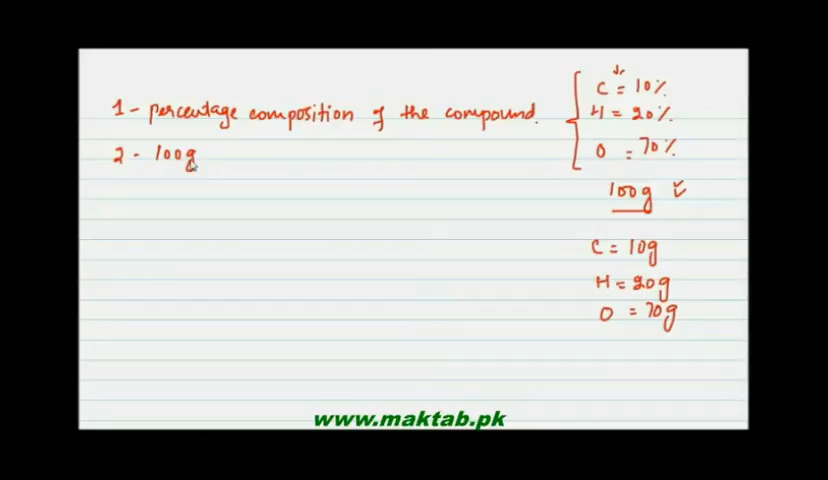 1 - percentage composition of the compound.
2 - 100g
C = 10%
H = 20%
O = 70%
100g
C = 10g
H = 20g
O = 70g
www.maktab.pk